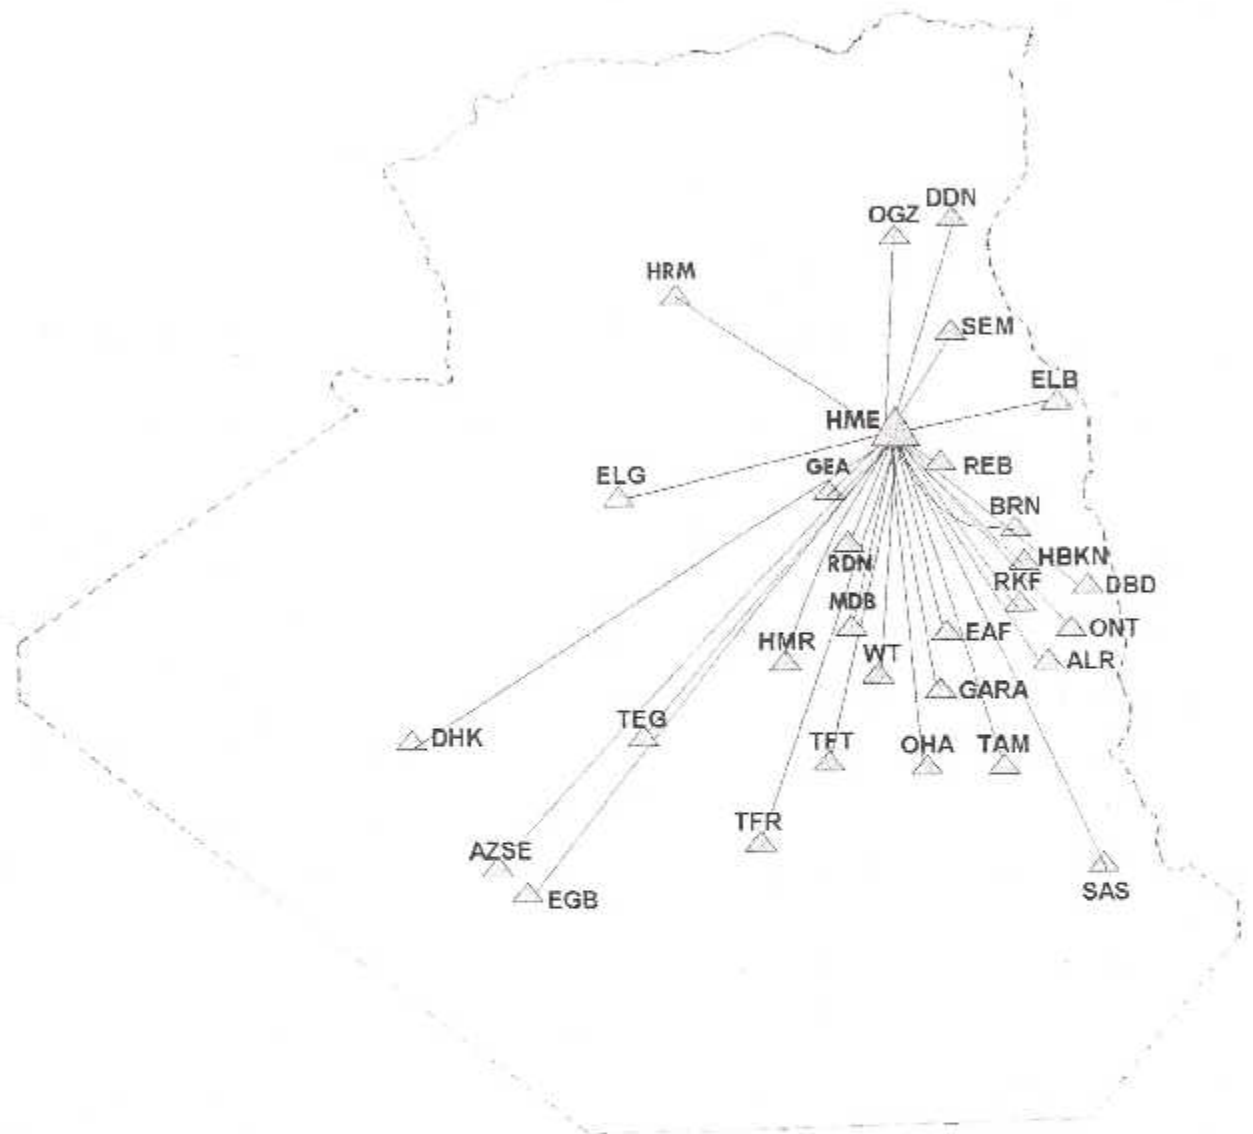 DDN
OGZ
HRM
SEM
ELB
HME
GEA
REB
ELG
BRN
HBKN
RDN
RKF
DBD
MDB
EAF
ONT
HMR
WT
ALR
GARA
TEG
DHK
TFT
OHA
TAM
TFR
AZSE
SAS
EGB